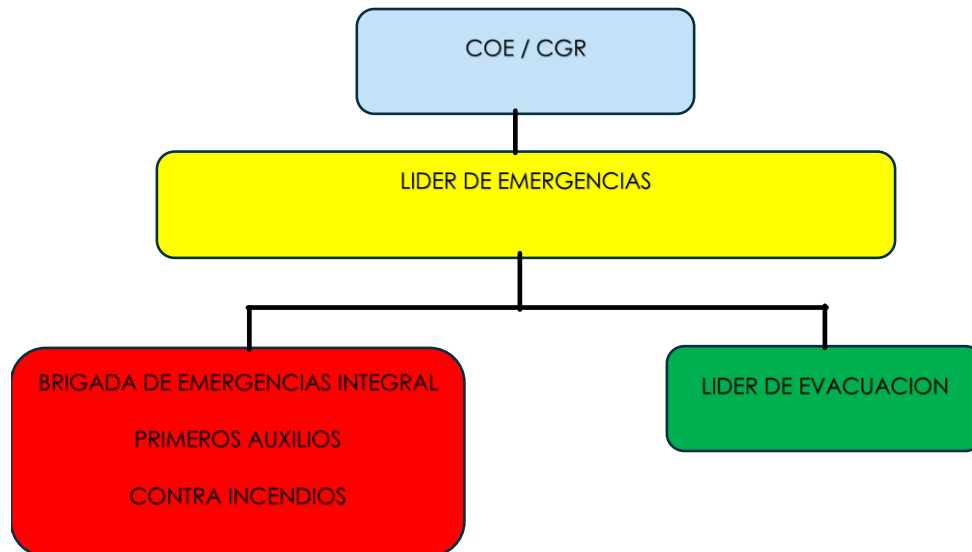 COE / CGR
LIDER DE EMERGENCIAS
BRIGADA DE EMERGENCIAS INTEGRAL
PRIMEROS AUXILIOS
CONTRA INCENDIOS
LIDER DE EVACUACION